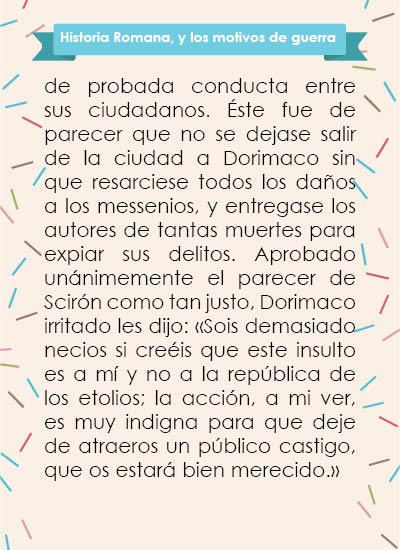 Historia Romana, y los motivos de guerra
de probada conducta entre
sus ciudadanos. Éste fue de
parecer que no se dejase salir
de la ciudad a Dorimaco sin
que resarciese todos los daños
a los messenios, y entregase los
autores de tantas muertes para
expiar sus delitos. Aprobado
unánimemente el parecer de
Scirón como tan justo, Dorimaco
irritado les dijo: «Sois demasiado
necios si creéis que este insulto
es a mí y no a la república de
los etolios; la acción, a mi ver,
es muy indigna para que deje
de atraeros un público castigo,
que os estará bien merecido.»